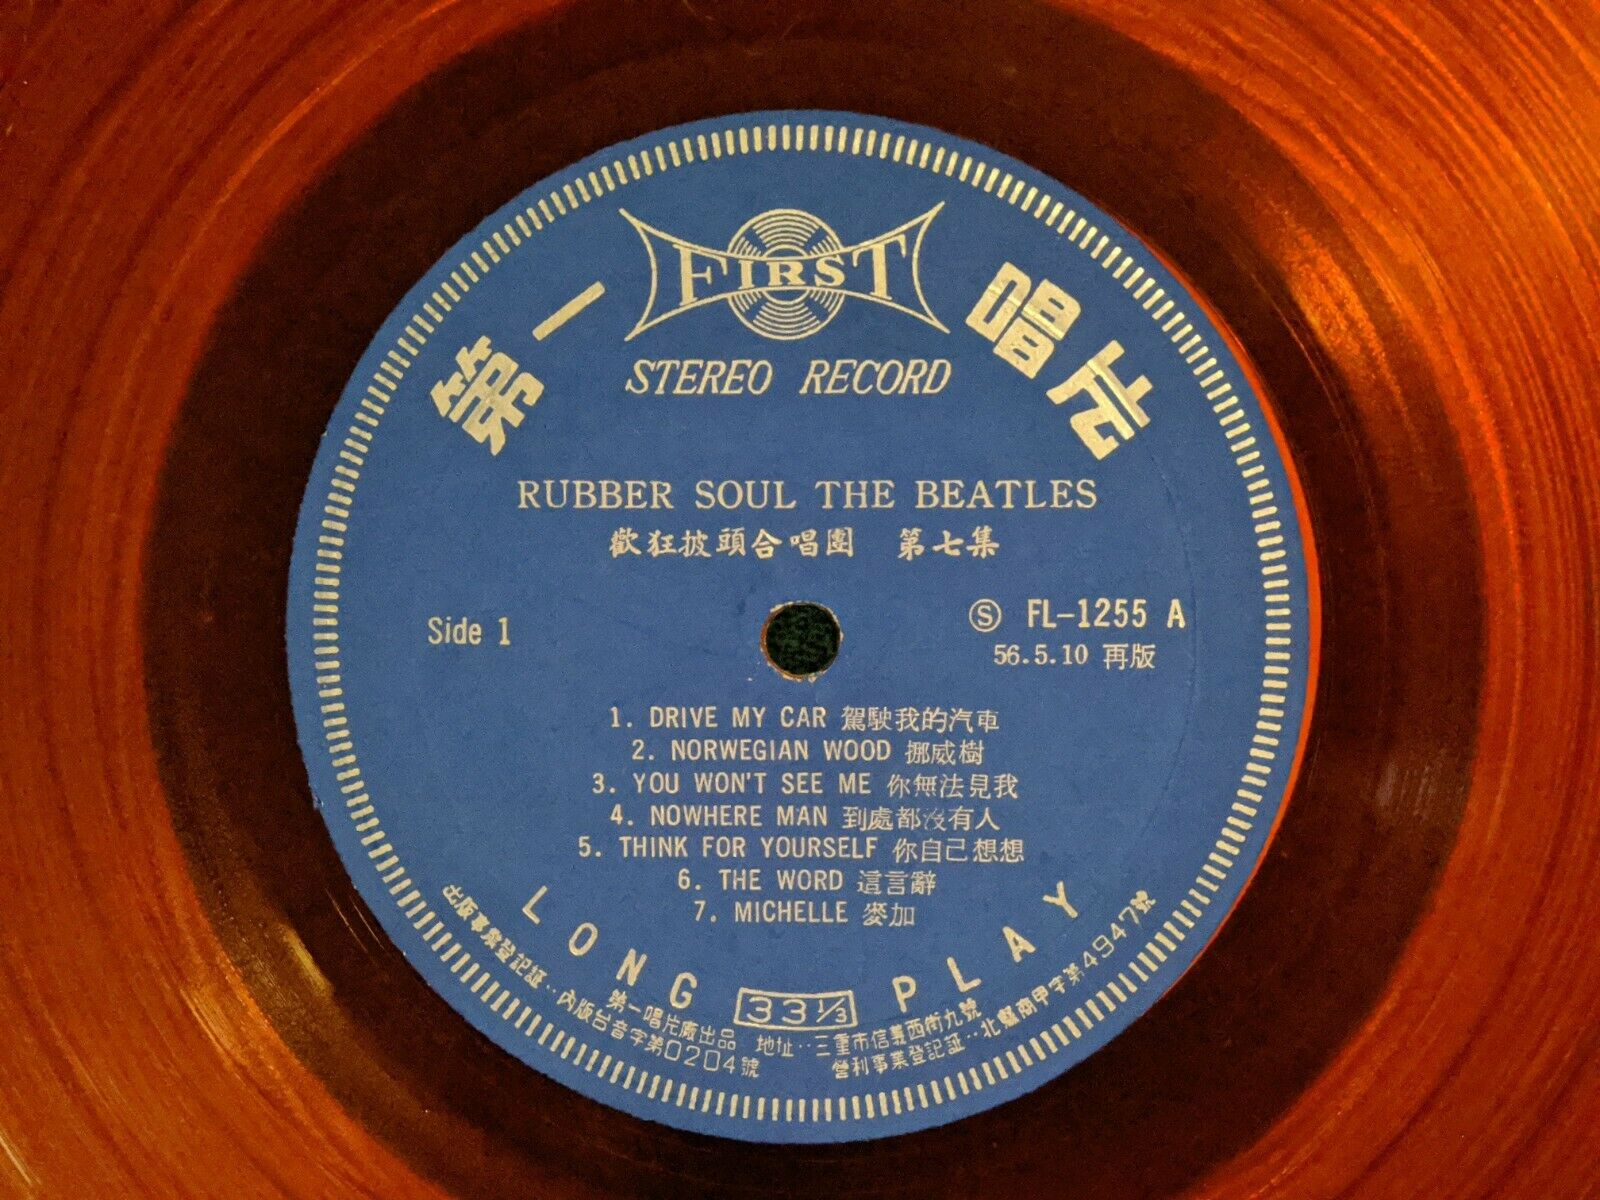 FIRST
第一唱片
STEREO RECORD
RUBBER SOUL THE BEATLES
歡狂披頭合唱團 第七集
Side 1
Ⓢ FL-1255 A
56.5.10 再版
1. DRIVE MY CAR 駕駛我的汽車
2. NORWEGIAN WOOD 挪威樹
3. YOU WON'T SEE ME 你無法見我
4. NOWHERE MAN 到處都沒有人
5. THINK FOR YOURSELF 你自己想想
6. THE WORD 這言辭
7. MICHELLE 麥加
LONG 33⅓ PLAY
第一唱片廠出品 地址‥三重市信義西街九號
出版事業登記証‥內版台音字第0204號 營利事業登記証‥北縣商甲字第4947號